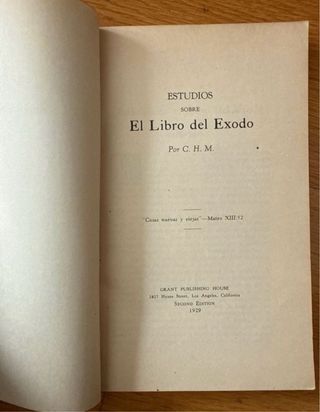 ESTUDIOS
SOBRE
El Libro del Exodo
Por C. H. M.
"Cosas nuevas y viejas"—Mateo XIII:52
GRANT PUBLISHING HOUSE
Street, Los Angeles, California
SECOND EDITION
1929